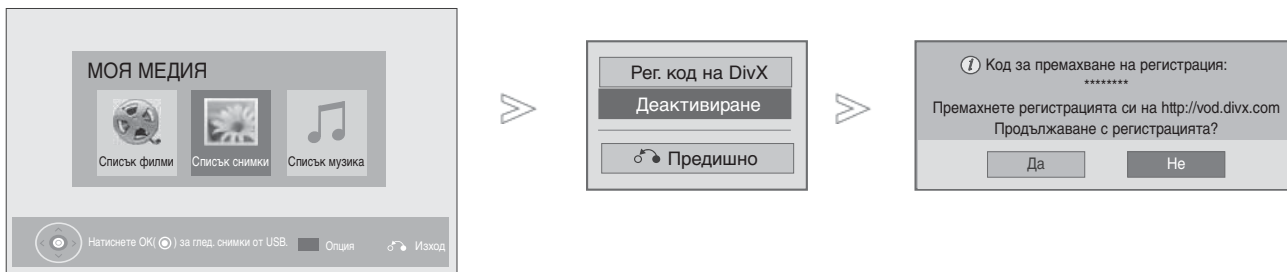 МОЯ МЕДИЯ
Списък филми
Списък снимки
Списък музика
Натиснете OK( ) за глед. снимки от USB.
Опция
Изход
Рег. код на DivX
Деактивиране
Предишно
Код за премахване на регистрация:
********
Премахнете регистрацията си на http://vod.divx.com
Продължаване с регистрацията?
Да
Не